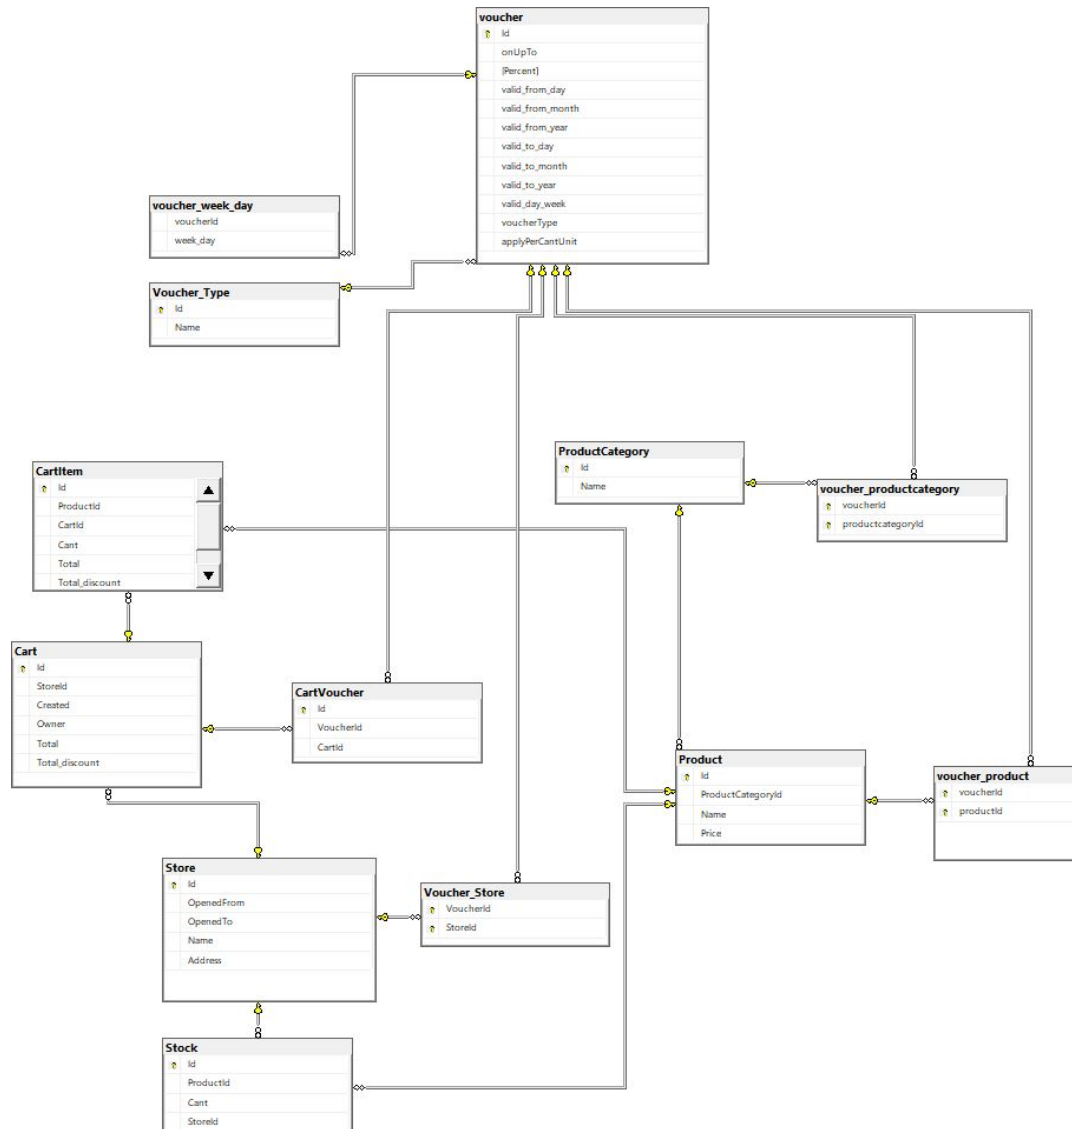 voucher
Id
onUpTo
[Percent]
valid_from_day
valid_from_month
valid_from_year
valid_to_day
valid_to_month
valid_to_year
valid_day_week
voucherType
applyPerCantUnit
voucher_week_day
voucherId
week_day
Voucher_Type
Id
Name
CartItem
Id
ProductId
CartId
Cant
Total
Total_discount
ProductCategory
Id
Name
voucher_productcategory
voucherId
productcategoryId
Cart
Id
StoreId
Created
Owner
Total
Total_discount
CartVoucher
Id
VoucherId
CartId
Product
Id
ProductCategoryId
Name
Price
voucher_product
voucherId
productId
Store
Id
OpenedFrom
OpenedTo
Name
Address
Voucher_Store
VoucherId
StoreId
Stock
Id
ProductId
Cant
StoreId